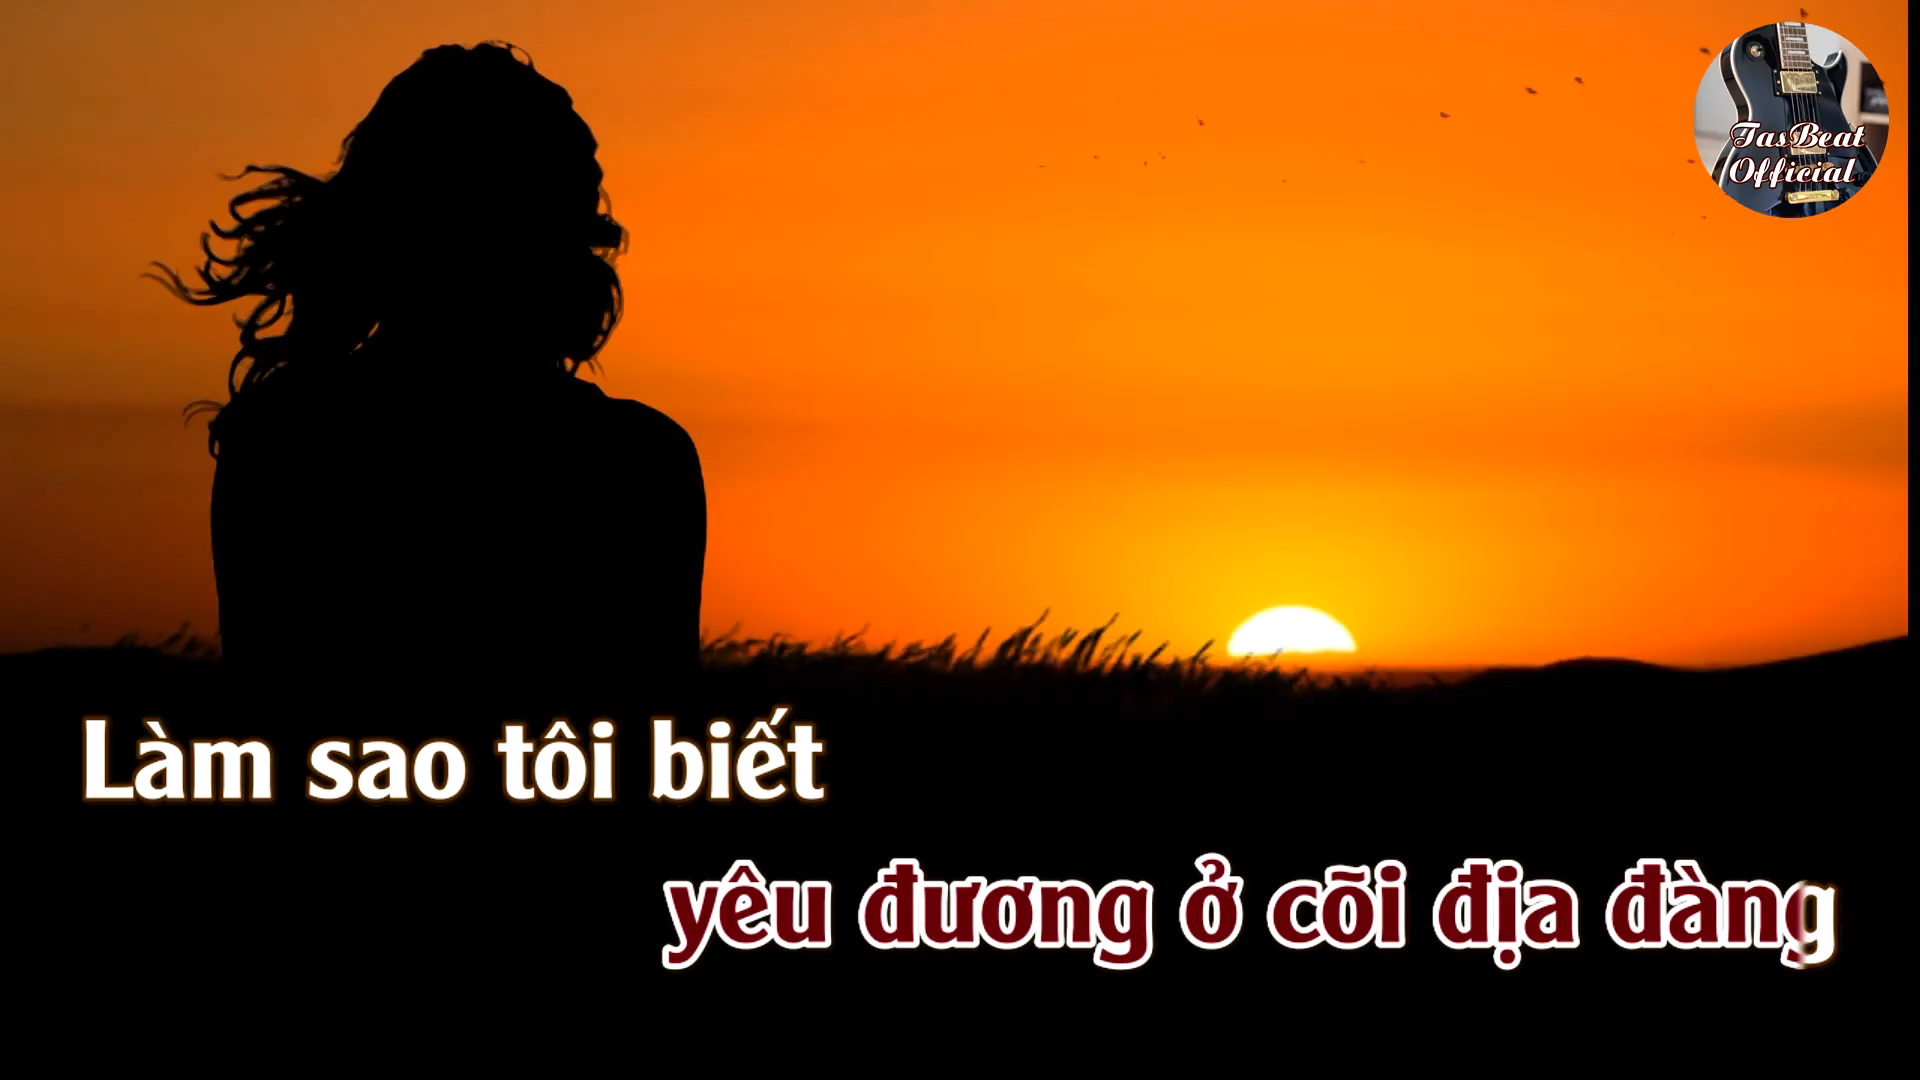 TasBeat
Official
Làm sao tôi biết
yêu đương ở cõi địa đàng